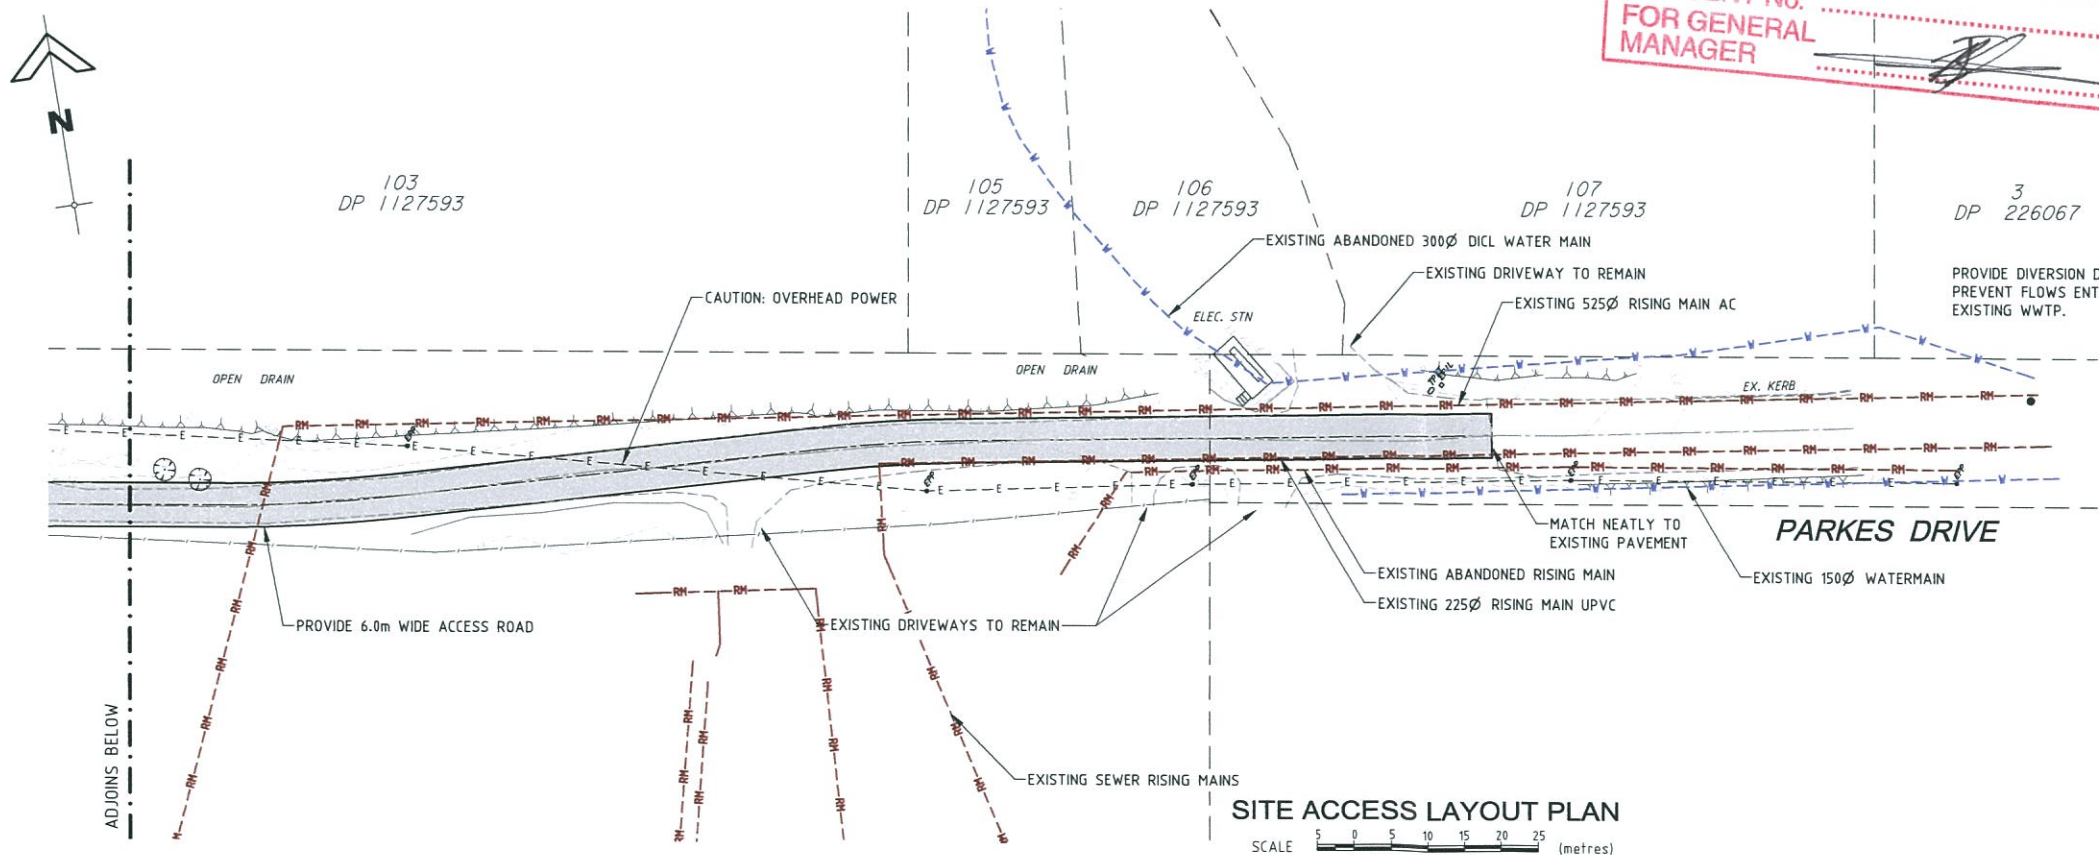 FOR GENERAL
MANAGER
N
103
DP 1127593
105
DP 1127593
106
DP 1127593
107
DP 1127593
3
DP 226067
EXISTING ABANDONED 300Ø DICL WATER MAIN
EXISTING DRIVEWAY TO REMAIN
EXISTING 525Ø RISING MAIN AC
PROVIDE DIVERSION D
PREVENT FLOWS ENT
EXISTING WWTP.
CAUTION: OVERHEAD POWER
ELEC. STN
OPEN DRAIN
OPEN DRAIN
EX. KERB
MATCH NEATLY TO
EXISTING PAVEMENT
PARKES DRIVE
EXISTING ABANDONED RISING MAIN
EXISTING 150Ø WATERMAIN
EXISTING 225Ø RISING MAIN UPVC
PROVIDE 6.0m WIDE ACCESS ROAD
EXISTING DRIVEWAYS TO REMAIN
ADJOINS BELOW
EXISTING SEWER RISING MAINS
SITE ACCESS LAYOUT PLAN
SCALE 5 0 5 10 15 20 25 (metres)